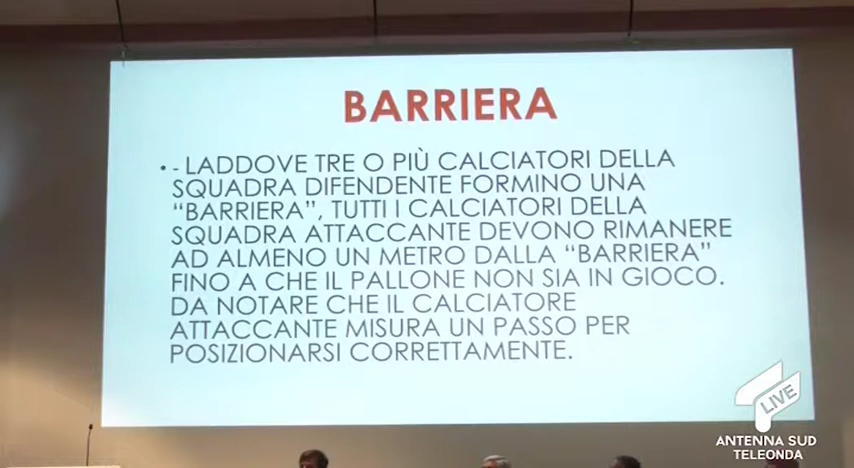 BARRIERA
• - LADDOVE TRE O PIÙ CALCIATORI DELLA
SQUADRA DIFENDENTE FORMINO UNA
“BARRIERA”, TUTTI I CALCIATORI DELLA
SQUADRA ATTACCANTE DEVONO RIMANERE
AD ALMENO UN METRO DALLA “BARRIERA”
FINO A CHE IL PALLONE NON SIA IN GIOCO.
DA NOTARE CHE IL CALCIATORE
ATTACCANTE MISURA UN PASSO PER
POSIZIONARSI CORRETTAMENTE.
LIVE
ANTENNA SUD
TELEONDA